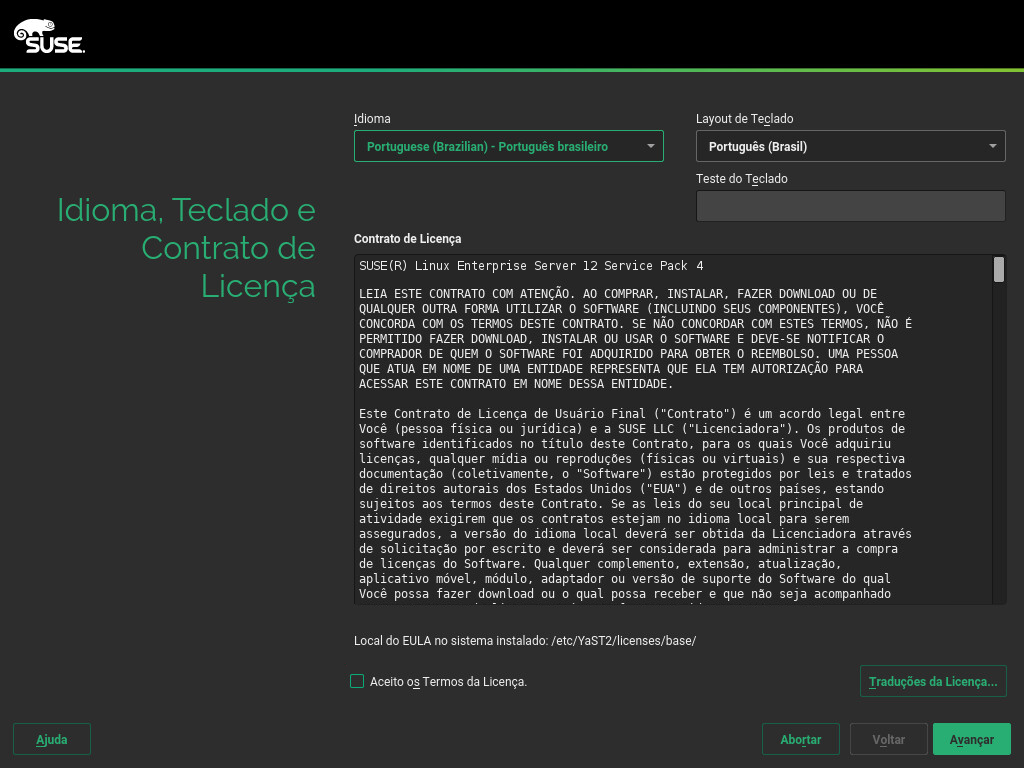 SUSE.
Idioma, Teclado e
Contrato de
Licença
Idioma
Portuguese (Brazilian) - Português brasileiro
Layout de Teclado
Português (Brasil)
Teste do Teclado
Contrato de Licença
SUSE(R) Linux Enterprise Server 12 Service Pack 4
LEIA ESTE CONTRATO COM ATENÇÃO. AO COMPRAR, INSTALAR, FAZER DOWNLOAD OU DE
QUALQUER OUTRA FORMA UTILIZAR O SOFTWARE (INCLUINDO SEUS COMPONENTES), VOCÊ
CONCORDA COM OS TERMOS DESTE CONTRATO. SE NÃO CONCORDAR COM ESTES TERMOS, NÃO É
PERMITIDO FAZER DOWNLOAD, INSTALAR OU USAR O SOFTWARE E DEVE-SE NOTIFICAR O
COMPRADOR DE QUEM O SOFTWARE FOI ADQUIRIDO PARA OBTER O REEMBOLSO. UMA PESSOA
QUE ATUA EM NOME DE UMA ENTIDADE REPRESENTA QUE ELA TEM AUTORIZAÇÃO PARA
ACESSAR ESTE CONTRATO EM NOME DESSA ENTIDADE.
Este Contrato de Licença de Usuário Final ("Contrato") é um acordo legal entre
Você (pessoa física ou jurídica) e a SUSE LLC ("Licenciadora"). Os produtos de
software identificados no título deste Contrato, para os quais Você adquiriu
licenças, qualquer mídia ou reproduções (físicas ou virtuais) e sua respectiva
documentação (coletivamente, o "Software") estão protegidos por leis e tratados
de direitos autorais dos Estados Unidos ("EUA") e de outros países, estando
sujeitos aos termos deste Contrato. Se as leis do seu local principal de
atividade exigirem que os contratos estejam no idioma local para serem
assegurados, a versão do idioma local deverá ser obtida da Licenciadora através
de solicitação por escrito e deverá ser considerada para administrar a compra
de licenças do Software. Qualquer complemento, extensão, atualização,
aplicativo móvel, módulo, adaptador ou versão de suporte do Software do qual
Você possa fazer download ou o qual possa receber e que não seja acompanhado
Local do EULA no sistema instalado: /etc/YaST2/licenses/base/
Aceito os Termos da Licença.
Traduções da Licença...
Ajuda
Abortar
Voltar
Avançar